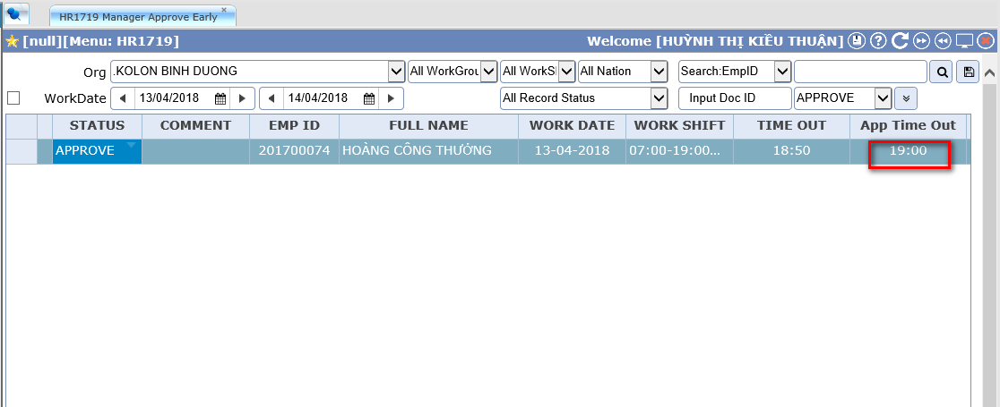 HR1719 Manager Approve Early
[null][Menu: HR1719] Welcome [HUỲNH THỊ KIỀU THUẬN]
Org .KOLON BINH DUONG All WorkGrou All WorkS All Nation Search:EmpID
WorkDate 13/04/2018 14/04/2018 All Record Status Input Doc ID APPROVE
STATUS COMMENT EMP ID FULL NAME WORK DATE WORK SHIFT TIME OUT App Time Out
APPROVE 201700074 HOÀNG CÔNG THƯỞNG 13-04-2018 07:00-19:00... 18:50 19:00